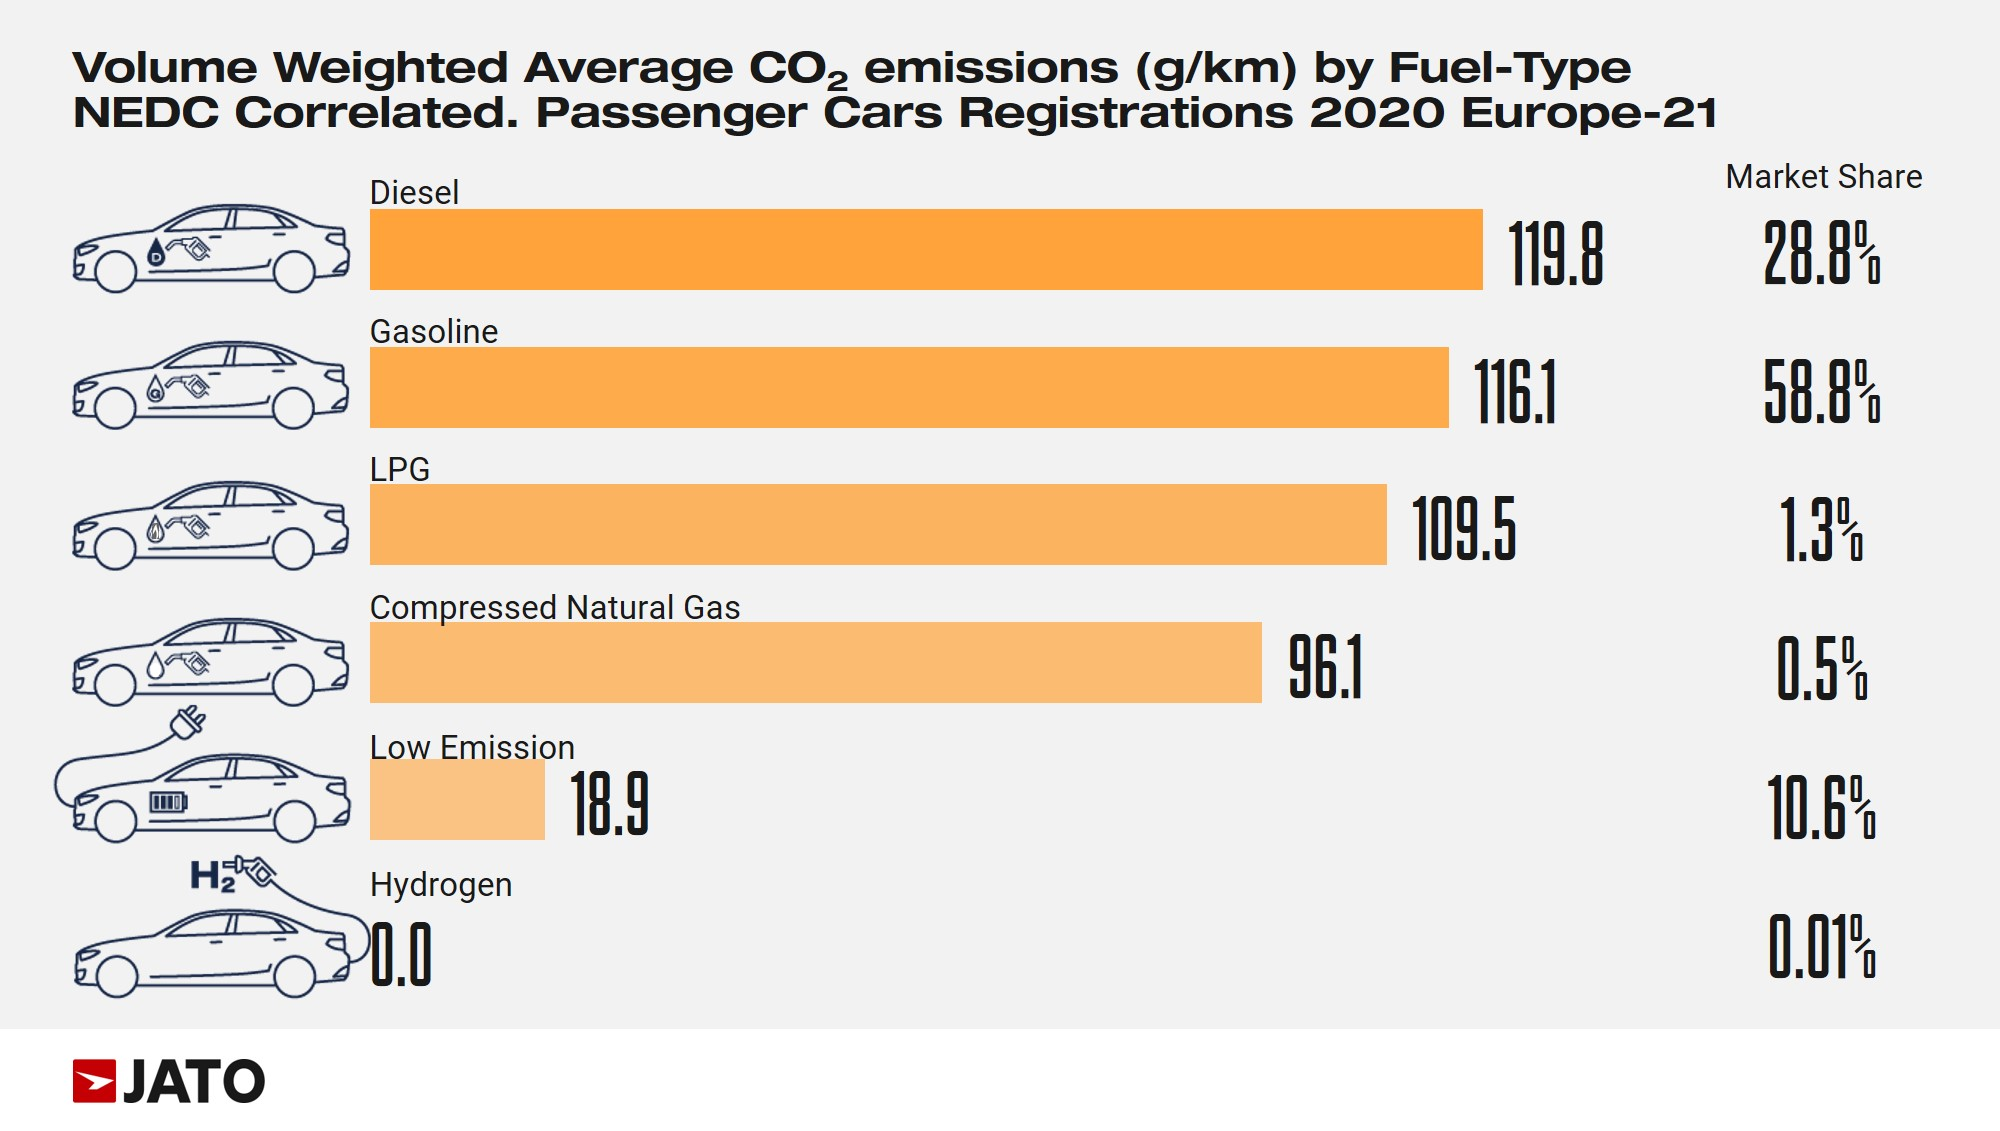 Volume Weighted Average CO₂ emissions (g/km) by Fuel-Type
NEDC Correlated. Passenger Cars Registrations 2020 Europe-21
Market Share
Diesel
D
119.8
28.8%
Gasoline
G
116.1
58.8%
LPG
109.5
1.3%
Compressed Natural Gas
96.1
0.5%
Low Emission
18.9
10.6%
H₂
Hydrogen
0.0
0.01%
JATO